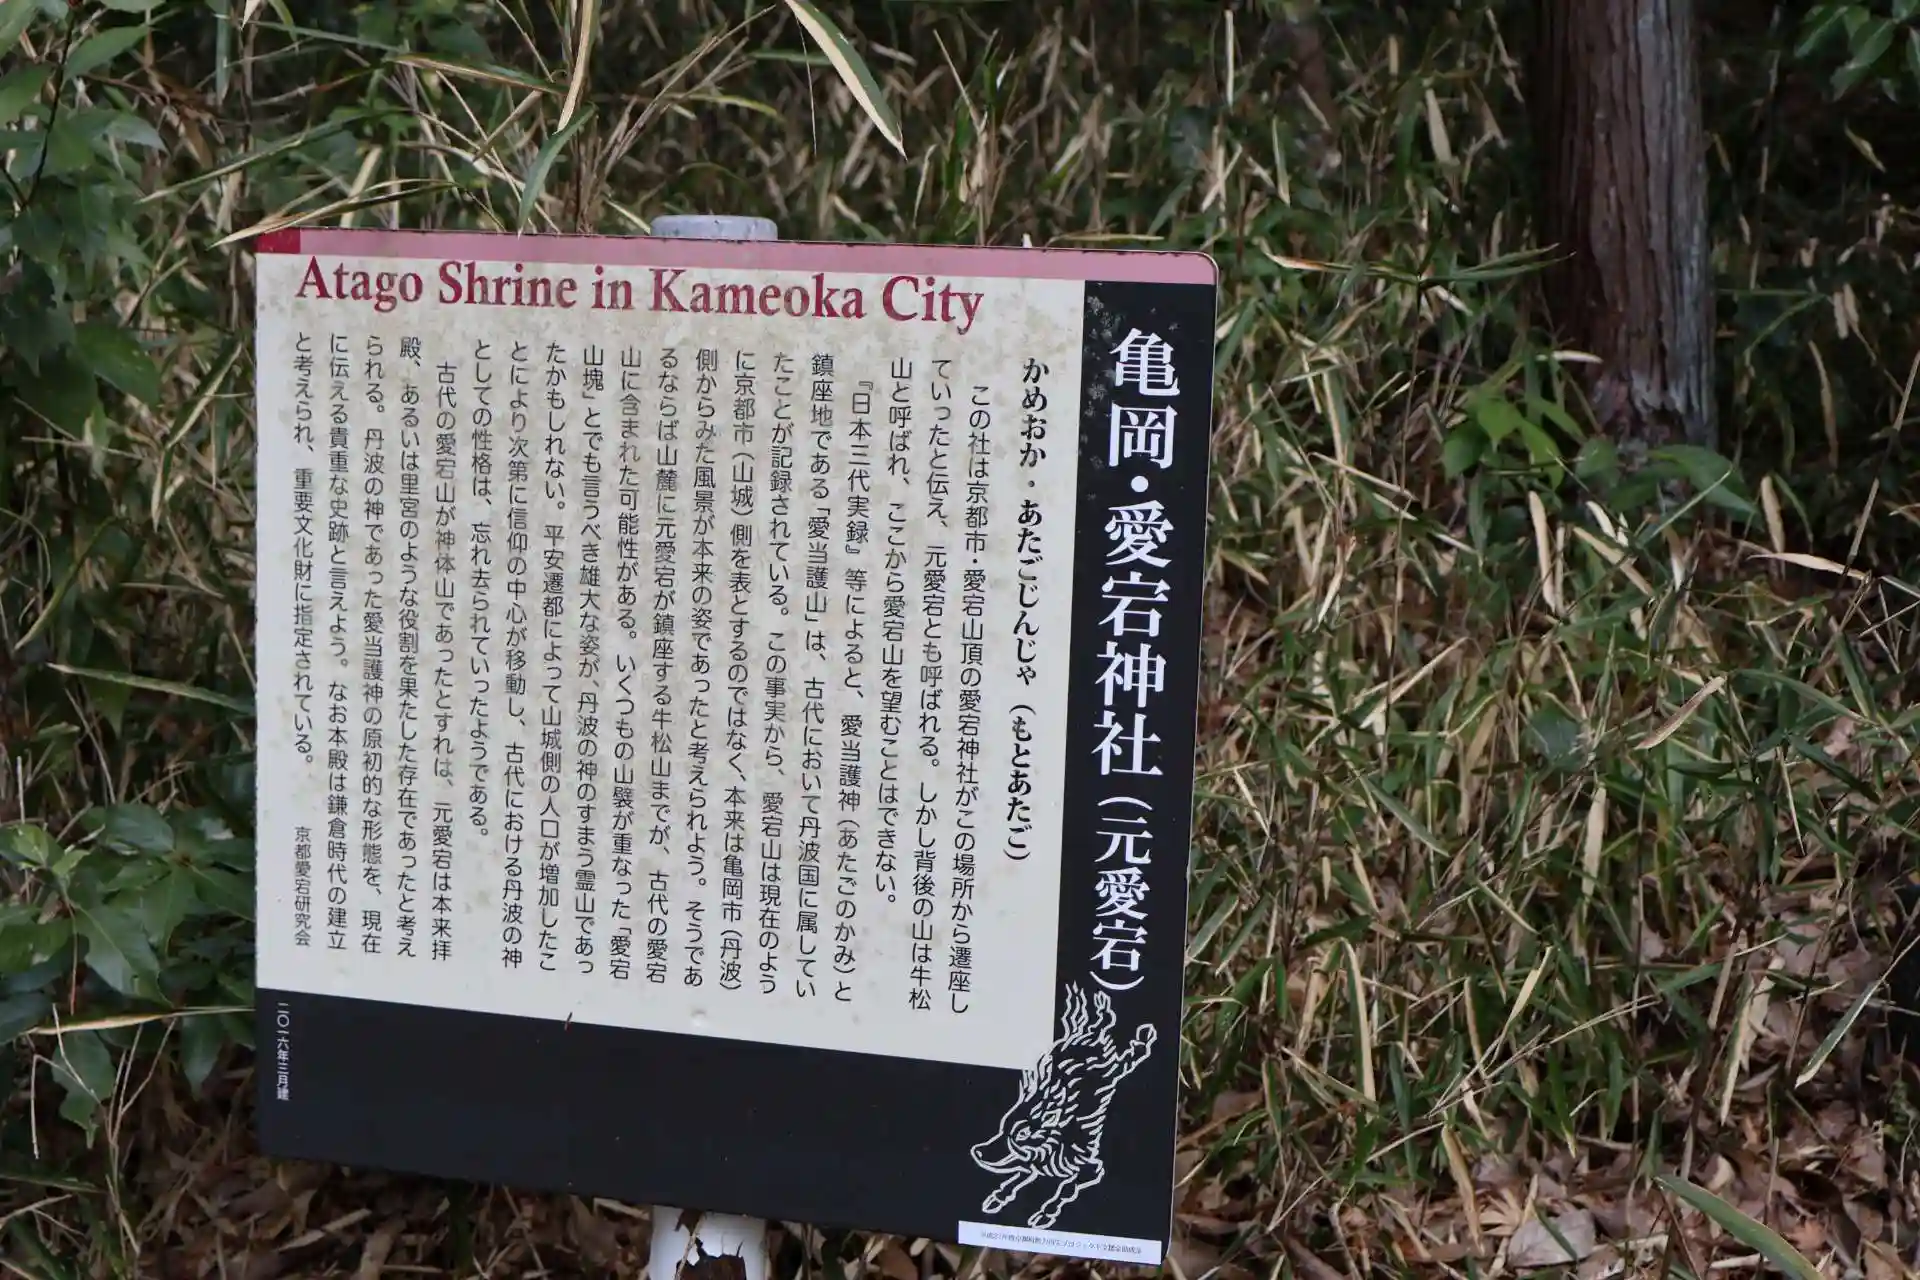 Atago Shrine in Kameoka City
亀岡・愛宕神社（元愛宕）
かめおか・あたごじんじゃ（もとあたご）
この社は京都市・愛宕山頂の愛宕神社がこの場所から遷座し
ていったと伝え、元愛宕とも呼ばれる。しかし背後の山は牛松
山と呼ばれ、ここから愛宕山を望むことはできない。
『日本三代実録』等によると、愛当護神（あたごのかみ）と
鎮座地である「愛当護山」は、古代において丹波国に属してい
たことが記録されている。この事実から、愛宕山は現在のよう
に京都市（山城）側を表とするのではなく、本来は亀岡市（丹波）
側からみた風景が本来の姿であったと考えられよう。そうであ
るならば山麓に元愛宕が鎮座する牛松山までが、古代の愛宕
山に含まれた可能性がある。いくつもの山襞が重なった「愛宕
山塊」とでも言うべき雄大な姿が、丹波の神のすまう霊山であっ
たかもしれない。平安遷都によって山城側の人口が増加したこ
とにより次第に信仰の中心が移動し、古代における丹波の神
としての性格は、忘れ去られていったようである。
古代の愛宕山が神体山であったとすれば、元愛宕は本来拝
殿、あるいは里宮のような役割を果たした存在であったと考え
られる。丹波の神であった愛当護神の原初的な形態を、現在
に伝える貴重な史跡と言えよう。なお本殿は鎌倉時代の建立
と考えられ、重要文化財に指定されている。
京都愛宕研究会
二〇一六年三月建